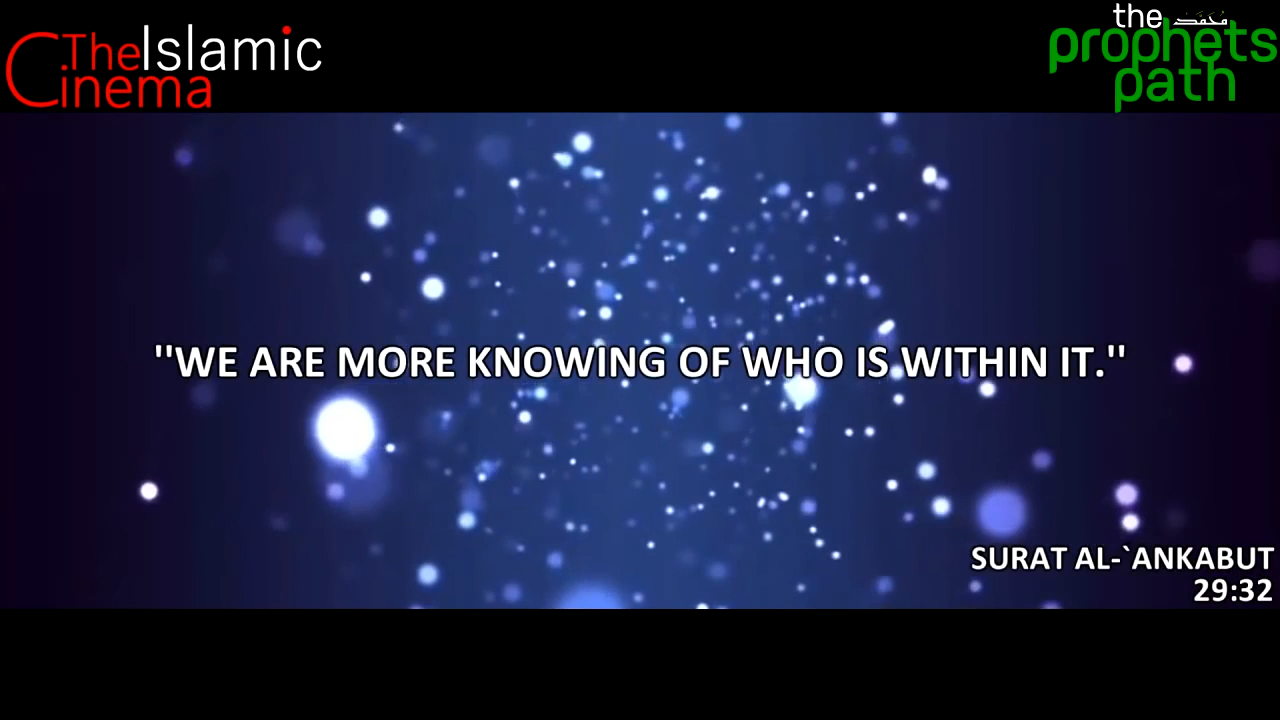 TheIslamic
Cinema
the محمد
prophets
path
"WE ARE MORE KNOWING OF WHO IS WITHIN IT."
SURAT AL-`ANKABUT
29:32